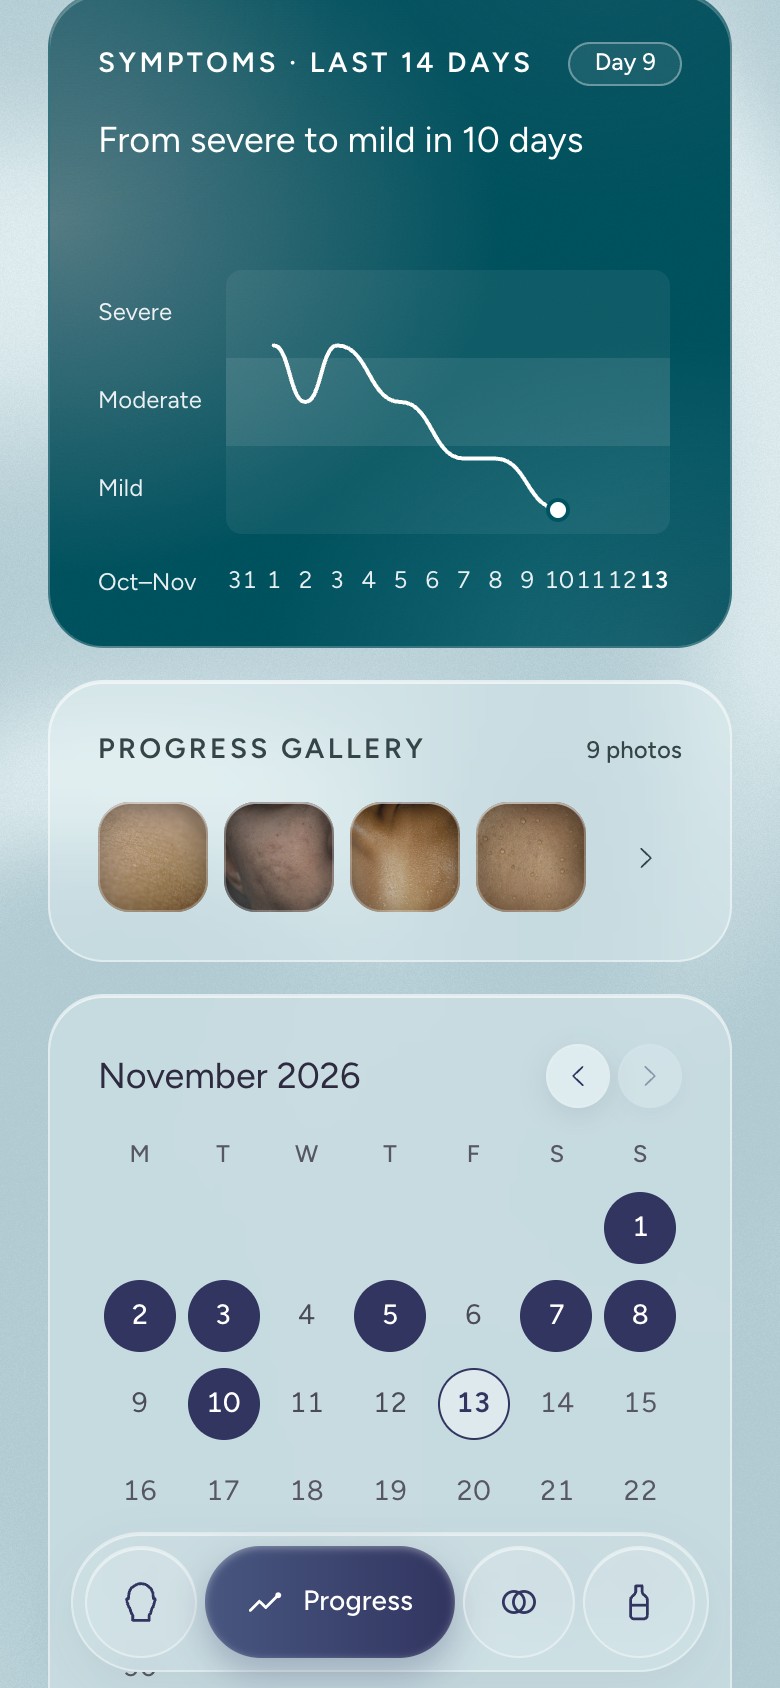 SYMPTOMS · LAST 14 DAYS Day 9
From severe to mild in 10 days
Severe
Moderate
Mild
Oct–Nov 31 1 2 3 4 5 6 7 8 9 10 11 12 13
PROGRESS GALLERY 9 photos
November 2026
M T W T F S S
1
2 3 4 5 6 7 8
9 10 11 12 13 14 15
16 17 18 19 20 21 22
Progress